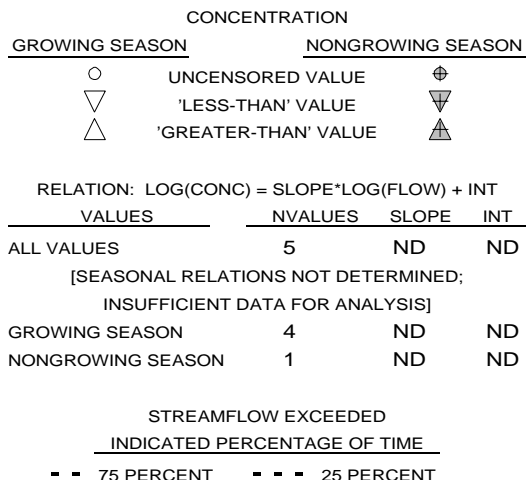 CONCENTRATION
GROWING SEASON NONGROWING SEASON
UNCENSORED VALUE
'LESS-THAN' VALUE
'GREATER-THAN' VALUE
RELATION: LOG(CONC) = SLOPE*LOG(FLOW) + INT
VALUES NVALUES SLOPE INT
ALL VALUES 5 ND ND
[SEASONAL RELATIONS NOT DETERMINED;
INSUFFICIENT DATA FOR ANALYSIS]
GROWING SEASON 4 ND ND
NONGROWING SEASON 1 ND ND
STREAMFLOW EXCEEDED
INDICATED PERCENTAGE OF TIME
75 PERCENT 25 PERCENT